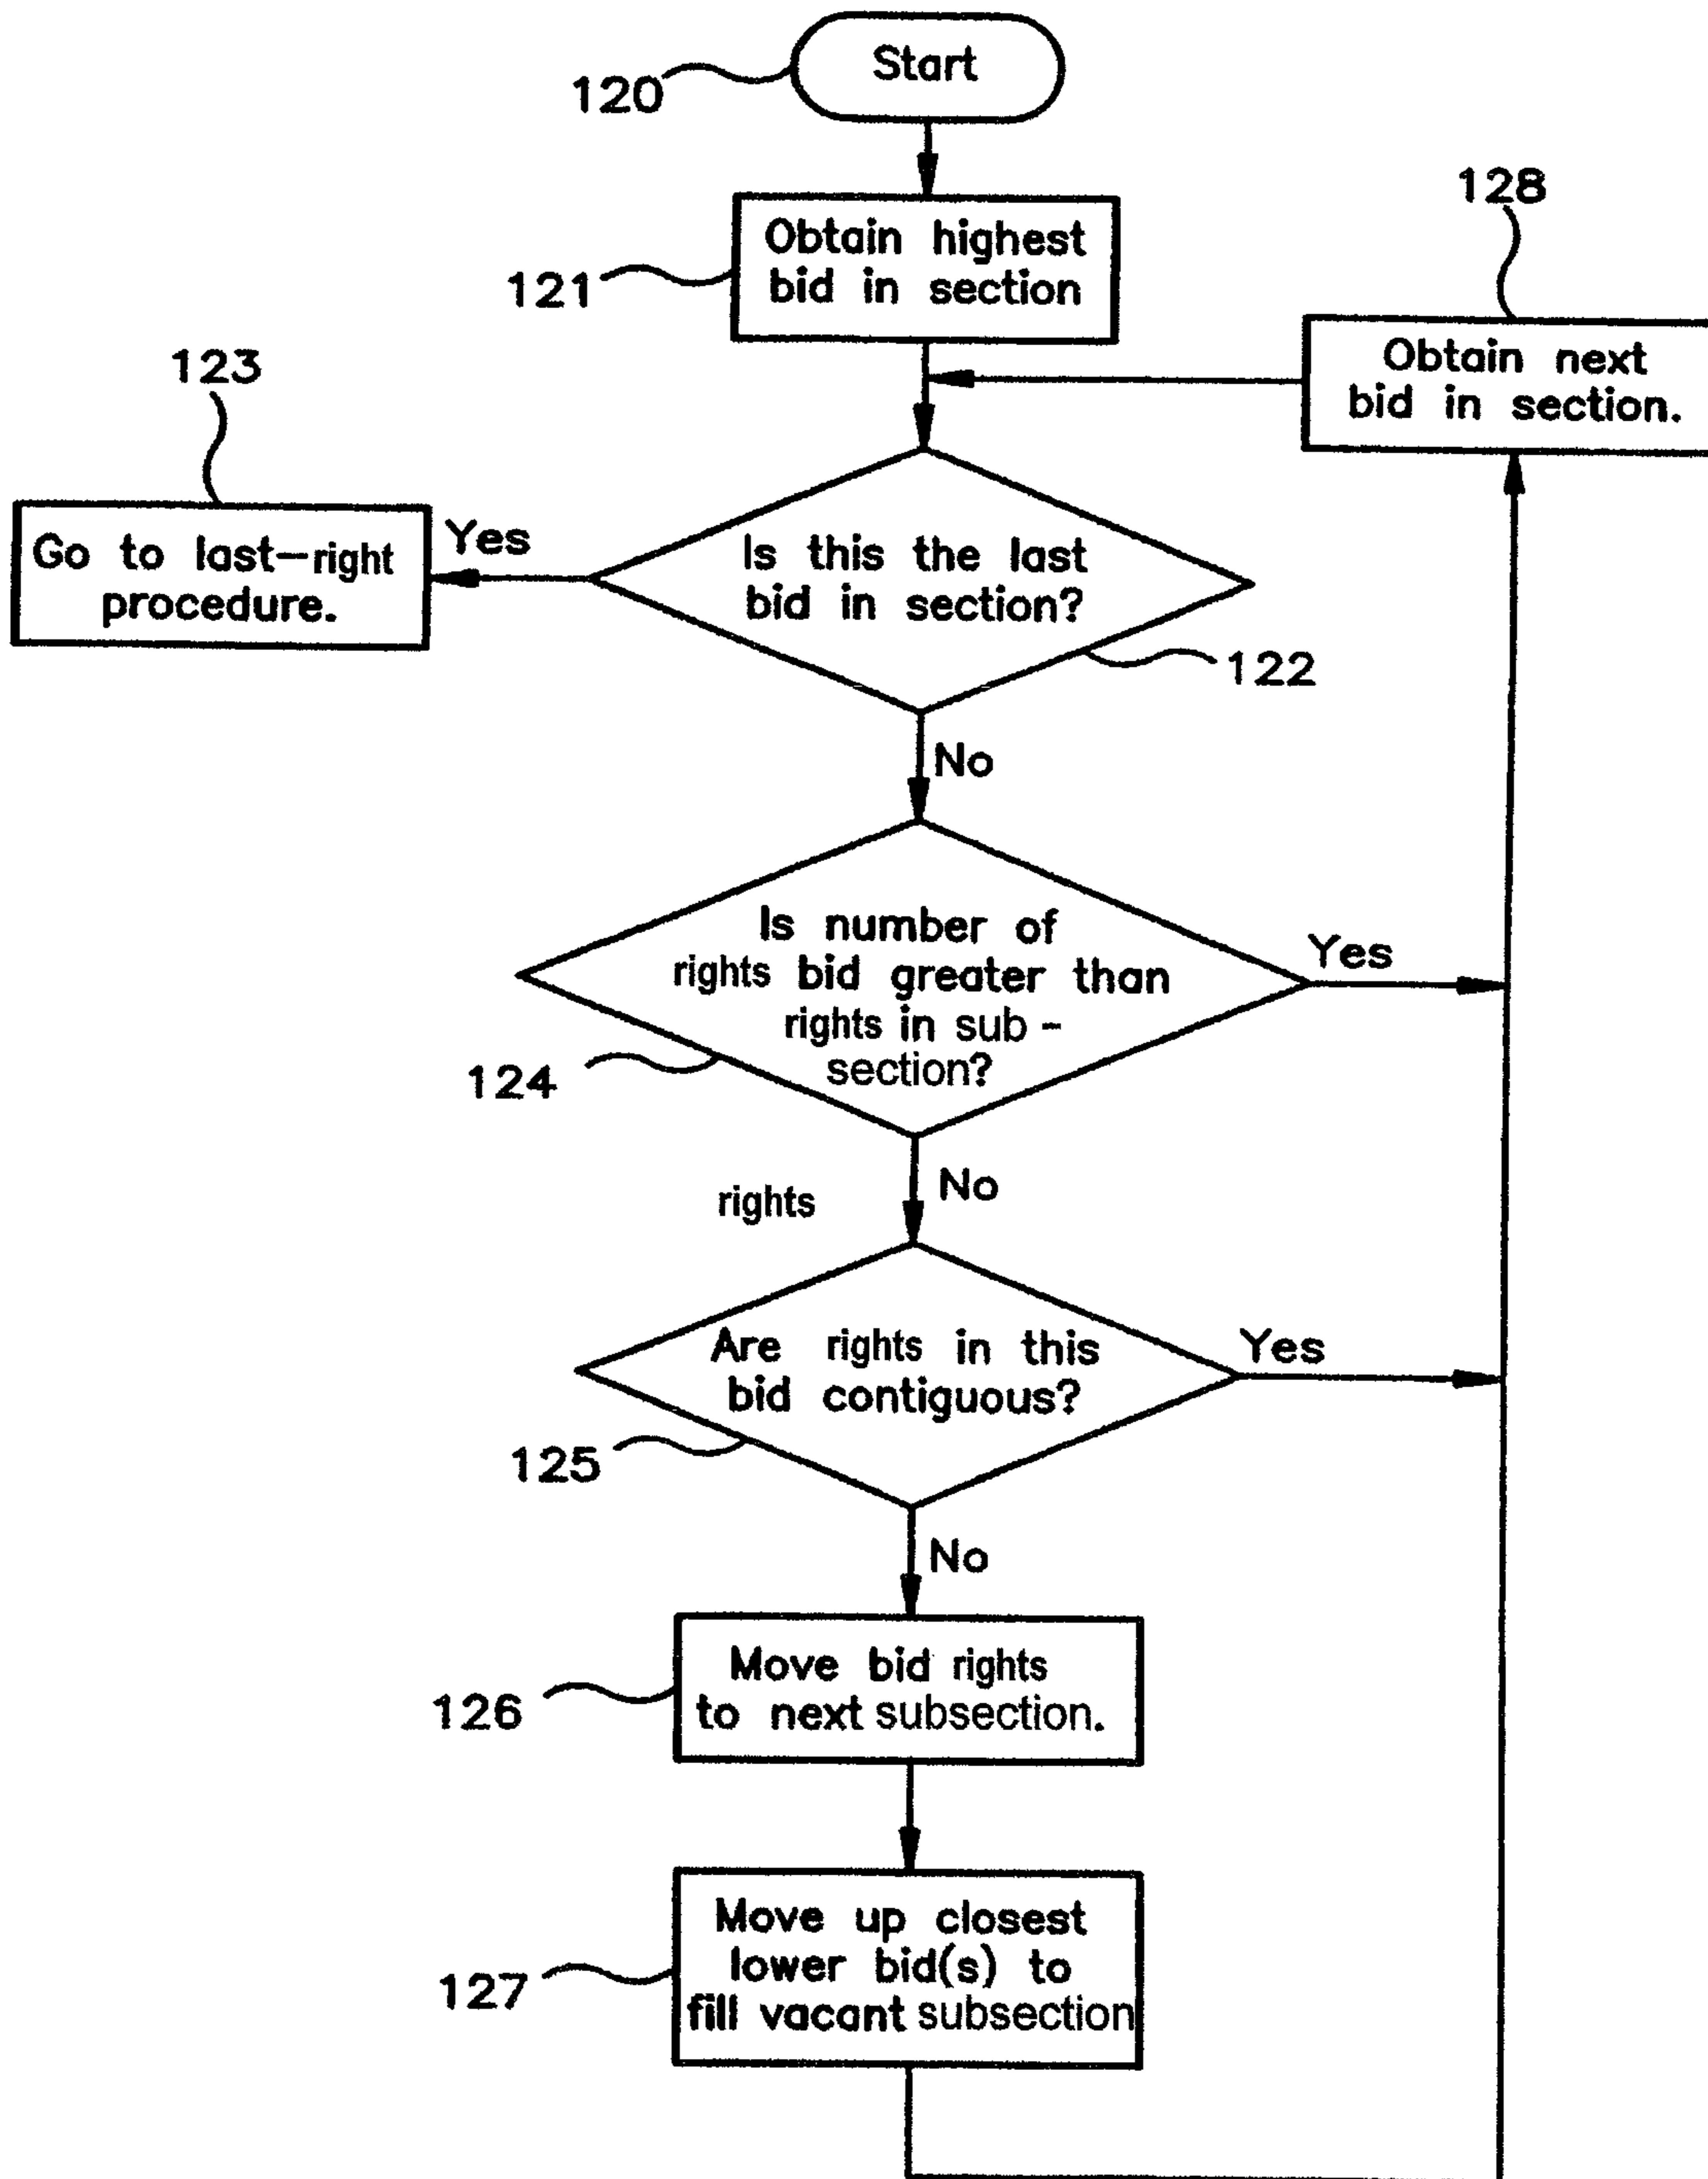 Start
120
Obtain highest
bid in section
121
128
Obtain next
bid in section.
123
Go to last-right
procedure.
Yes
Is this the last
bid in section?
122
No
Is number of
rights bid greater than
rights in sub -
section?
Yes
124
rights
No
Are rights in this
bid contiguous?
Yes
125
No
Move bid rights
to next subsection.
126
Move up closest
lower bid(s) to
fill vacant subsection
127